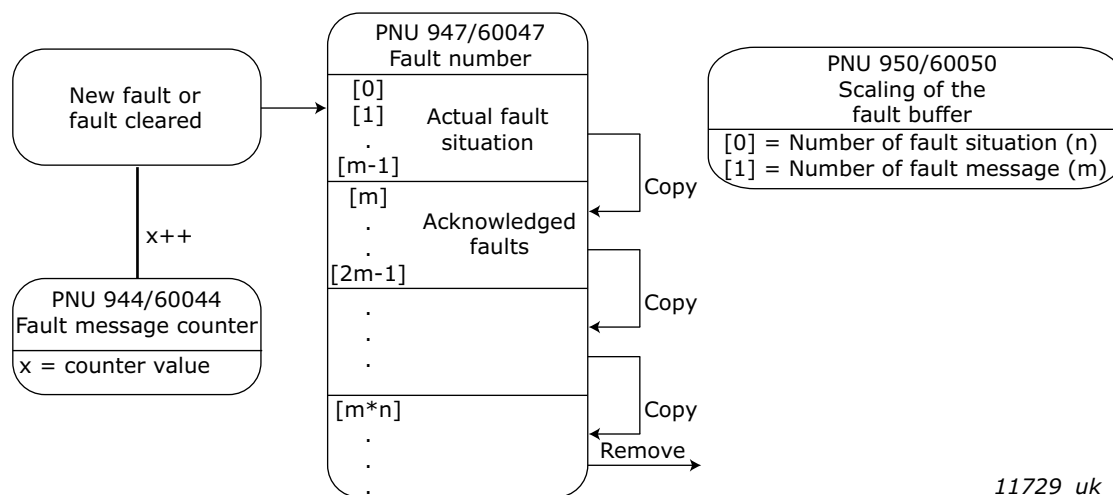 New fault or
fault cleared
x++
PNU 944/60044
Fault message counter
x = counter value
PNU 947/60047
Fault number
[0]
[1]
.
[m-1]
Actual fault
situation
[m]
.
.
[2m-1]
Acknowledged
faults
.
.
.
[m*n]
.
.
.
Copy
Copy
Copy
Remove
PNU 950/60050
Scaling of the
fault buffer
[0] = Number of fault situation (n)
[1] = Number of fault message (m)
11729_uk